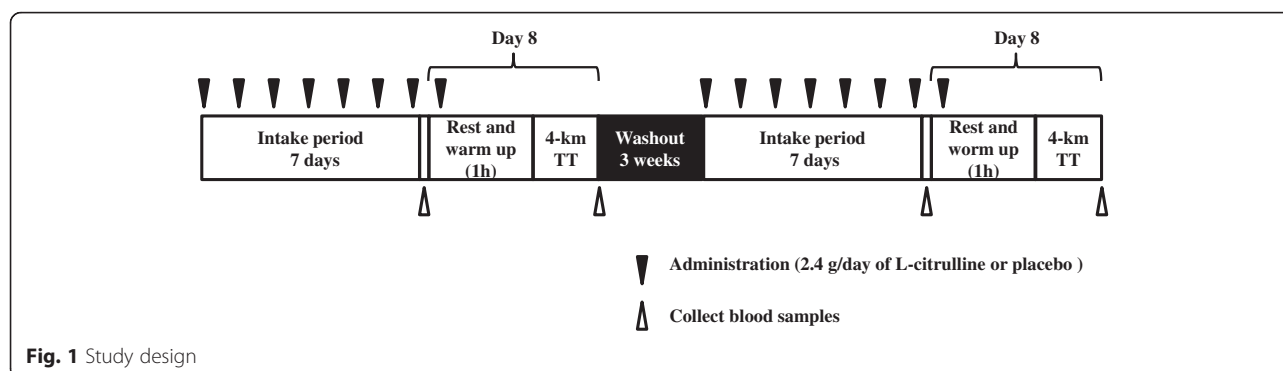 Day 8
Day 8
Intake period
7 days
Rest and
warm up
(1h)
4-km
TT
Washout
3 weeks
Intake period
7 days
Rest and
worm up
(1h)
4-km
TT
Administration (2.4 g/day of L-citrulline or placebo )
Collect blood samples
Fig. 1 Study design